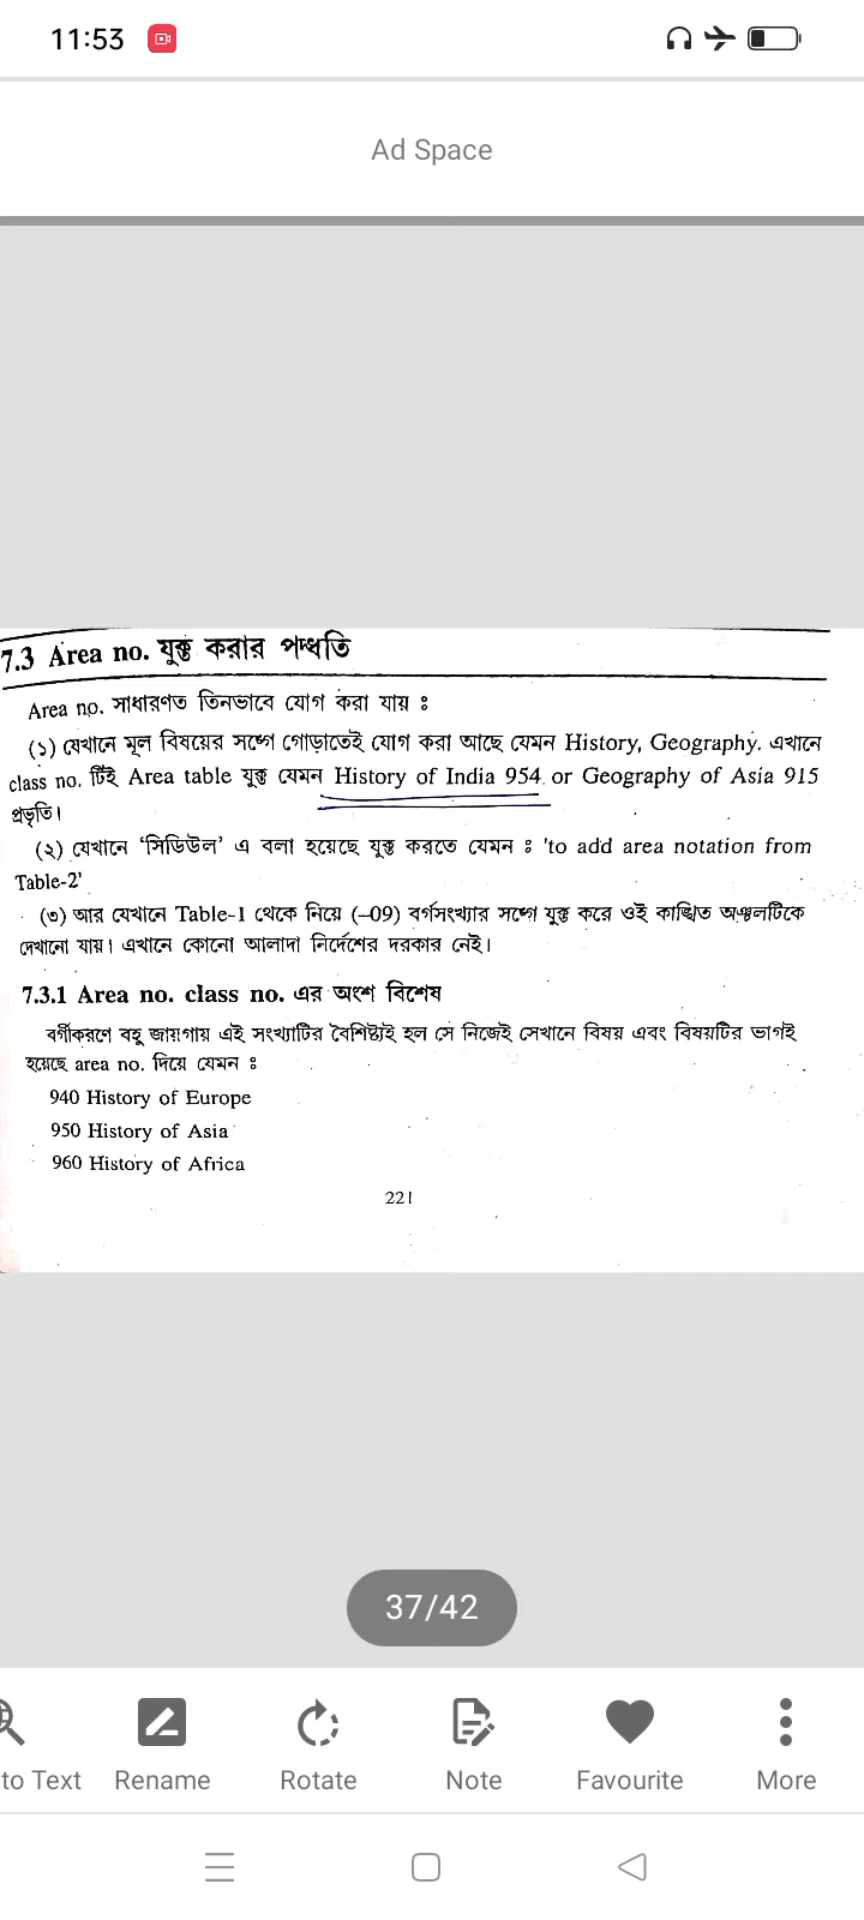 11:53
Ad Space
7.3 Area no. যুক্ত করার পদ্ধতি
Area no. সাধারণত তিনভাবে যোগ করা যায় ঃ
(১) যেখানে মূল বিষয়ের সঙ্গে গোড়াতেই যোগ করা আছে যেমন History, Geography. এখানে
class no. টিই Area table যুক্ত যেমন History of India 954 or Geography of Asia 915
প্রভৃতি।
(২) যেখানে ‘সিডিউল’ এ বলা হয়েছে যুক্ত করতে যেমন ঃ 'to add area notation from
Table-2'
(৩) আর যেখানে Table-1 থেকে নিয়ে (–09) বর্গসংখ্যার সঙ্গে যুক্ত করে ওই কাঙ্খিত অঞ্চলটিকে
দেখানো যায়। এখানে কোনো আলাদা নির্দেশের দরকার নেই।
7.3.1 Area no. class no. এর অংশ বিশেষ
বর্গীকরণে বহু জায়গায় এই সংখ্যাটির বৈশিষ্ট্যই হল সে নিজেই সেখানে বিষয় এবং বিষয়টির ভাগই
হয়েছে area no. দিয়ে যেমন ঃ
940 History of Europe
950 History of Asia
960 History of Africa
221
37/42
to Text Rename Rotate Note Favourite More